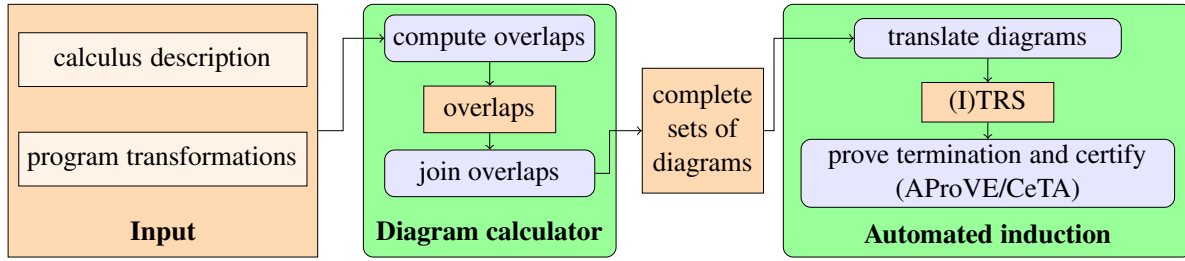 calculus description
program transformations
Input
compute overlaps
overlaps
join overlaps
Diagram calculator
complete
sets of
diagrams
translate diagrams
(I)TRS
prove termination and certify
(AProVE/CeTA)
Automated induction